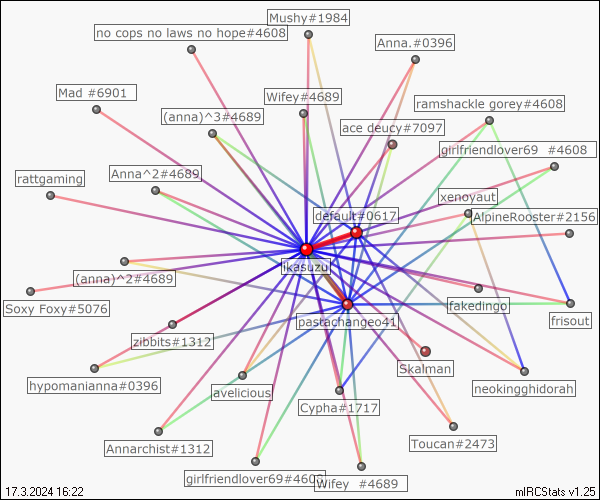 Mushy#1984
no cops no laws no hope#4608
Anna.#0396
Mad #6901
Wifey#4689
ramshackle gorey#4608
(anna)^3#4689
ace deucy#7097
girlfriendlover69 #4608
rattgaming
Anna^2#4689
xenoyaut
default#0617
AlpineRooster#2156
ikasuzu
(anna)^2#4689
Soxy Foxy#5076
fakedingo
frisout
pastachange041
zibbits#1312
Skalman
hypomanianna#0396
avelicious
neokingghidorah
Cypha#1717
Annarchist#1312
Toucan#2473
girlfriendlover69#4608
Wifey #4689
17.3.2024 16:22
mIRCStats v1.25